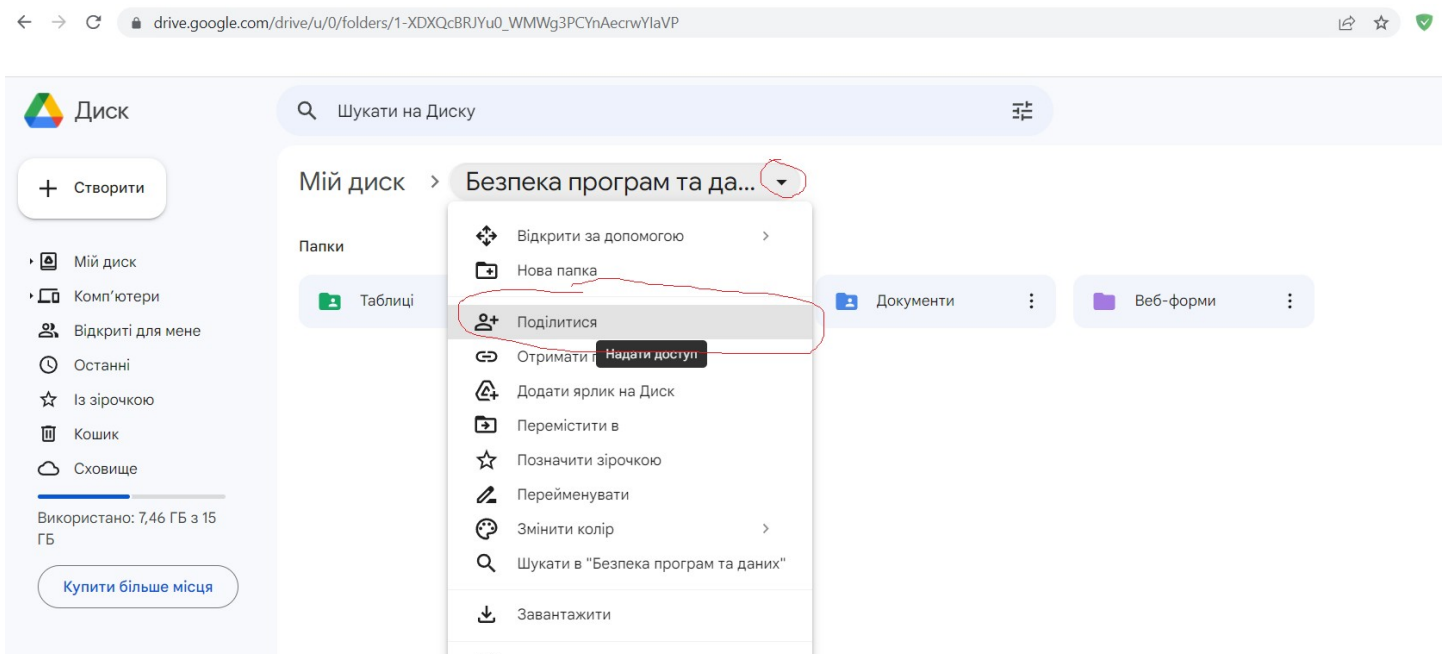 drive.google.com/drive/u/0/folders/1-XDXQcBRJYu0_WMWg3PCYnAecrwYIaVP
Диск
Шукати на Диску
Створити
Мій диск
Комп’ютери
Відкриті для мене
Останні
Із зірочкою
Кошик
Сховище
Використано: 7,46 ГБ з 15
ГБ
Купити більше місця
Мій диск > Безпека програм та да...
Папки
Таблиці
Документи
Веб-форми
Відкрити за допомогою
Нова папка
Поділитися
Надати доступ
Отримати
Додати ярлик на Диск
Перемістити в
Позначити зірочкою
Перейменувати
Змінити колір
Шукати в "Безпека програм та даних"
Завантажити